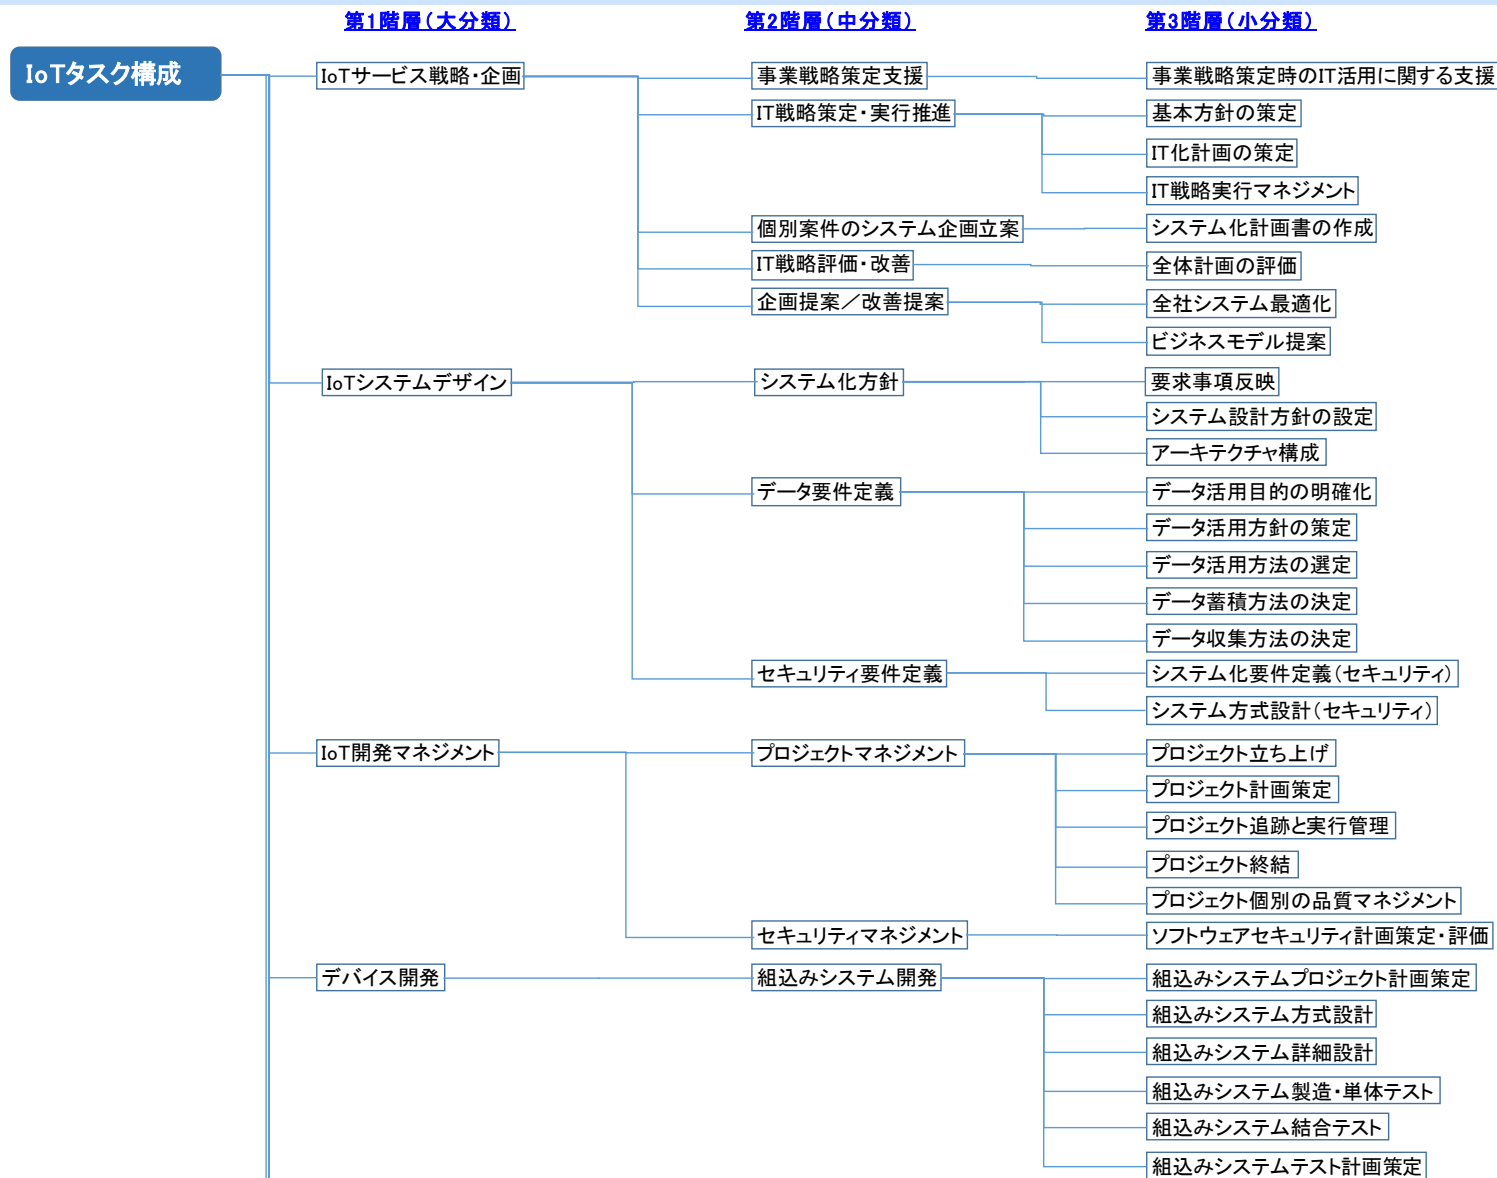 第1階層(大分類)
第2階層(中分類)
第3階層(小分類)
IoTタスク構成
IoTサービス戦略・企画
事業戦略策定支援
事業戦略策定時のIT活用に関する支援
IT戦略策定・実行推進
基本方針の策定
IT化計画の策定
IT戦略実行マネジメント
個別案件のシステム企画立案
システム化計画書の作成
IT戦略評価・改善
全体計画の評価
企画提案／改善提案
全社システム最適化
ビジネスモデル提案
IoTシステムデザイン
システム化方針
要求事項反映
システム設計方針の設定
アーキテクチャ構成
データ要件定義
データ活用目的の明確化
データ活用方針の策定
データ活用方法の選定
データ蓄積方法の決定
データ収集方法の決定
セキュリティ要件定義
システム化要件定義(セキュリティ)
システム方式設計(セキュリティ)
IoT開発マネジメント
プロジェクトマネジメント
プロジェクト立ち上げ
プロジェクト計画策定
プロジェクト追跡と実行管理
プロジェクト終結
プロジェクト個別の品質マネジメント
セキュリティマネジメント
ソフトウェアセキュリティ計画策定・評価
デバイス開発
組込みシステム開発
組込みシステムプロジェクト計画策定
組込みシステム方式設計
組込みシステム詳細設計
組込みシステム製造・単体テスト
組込みシステム結合テスト
組込みシステムテスト計画策定